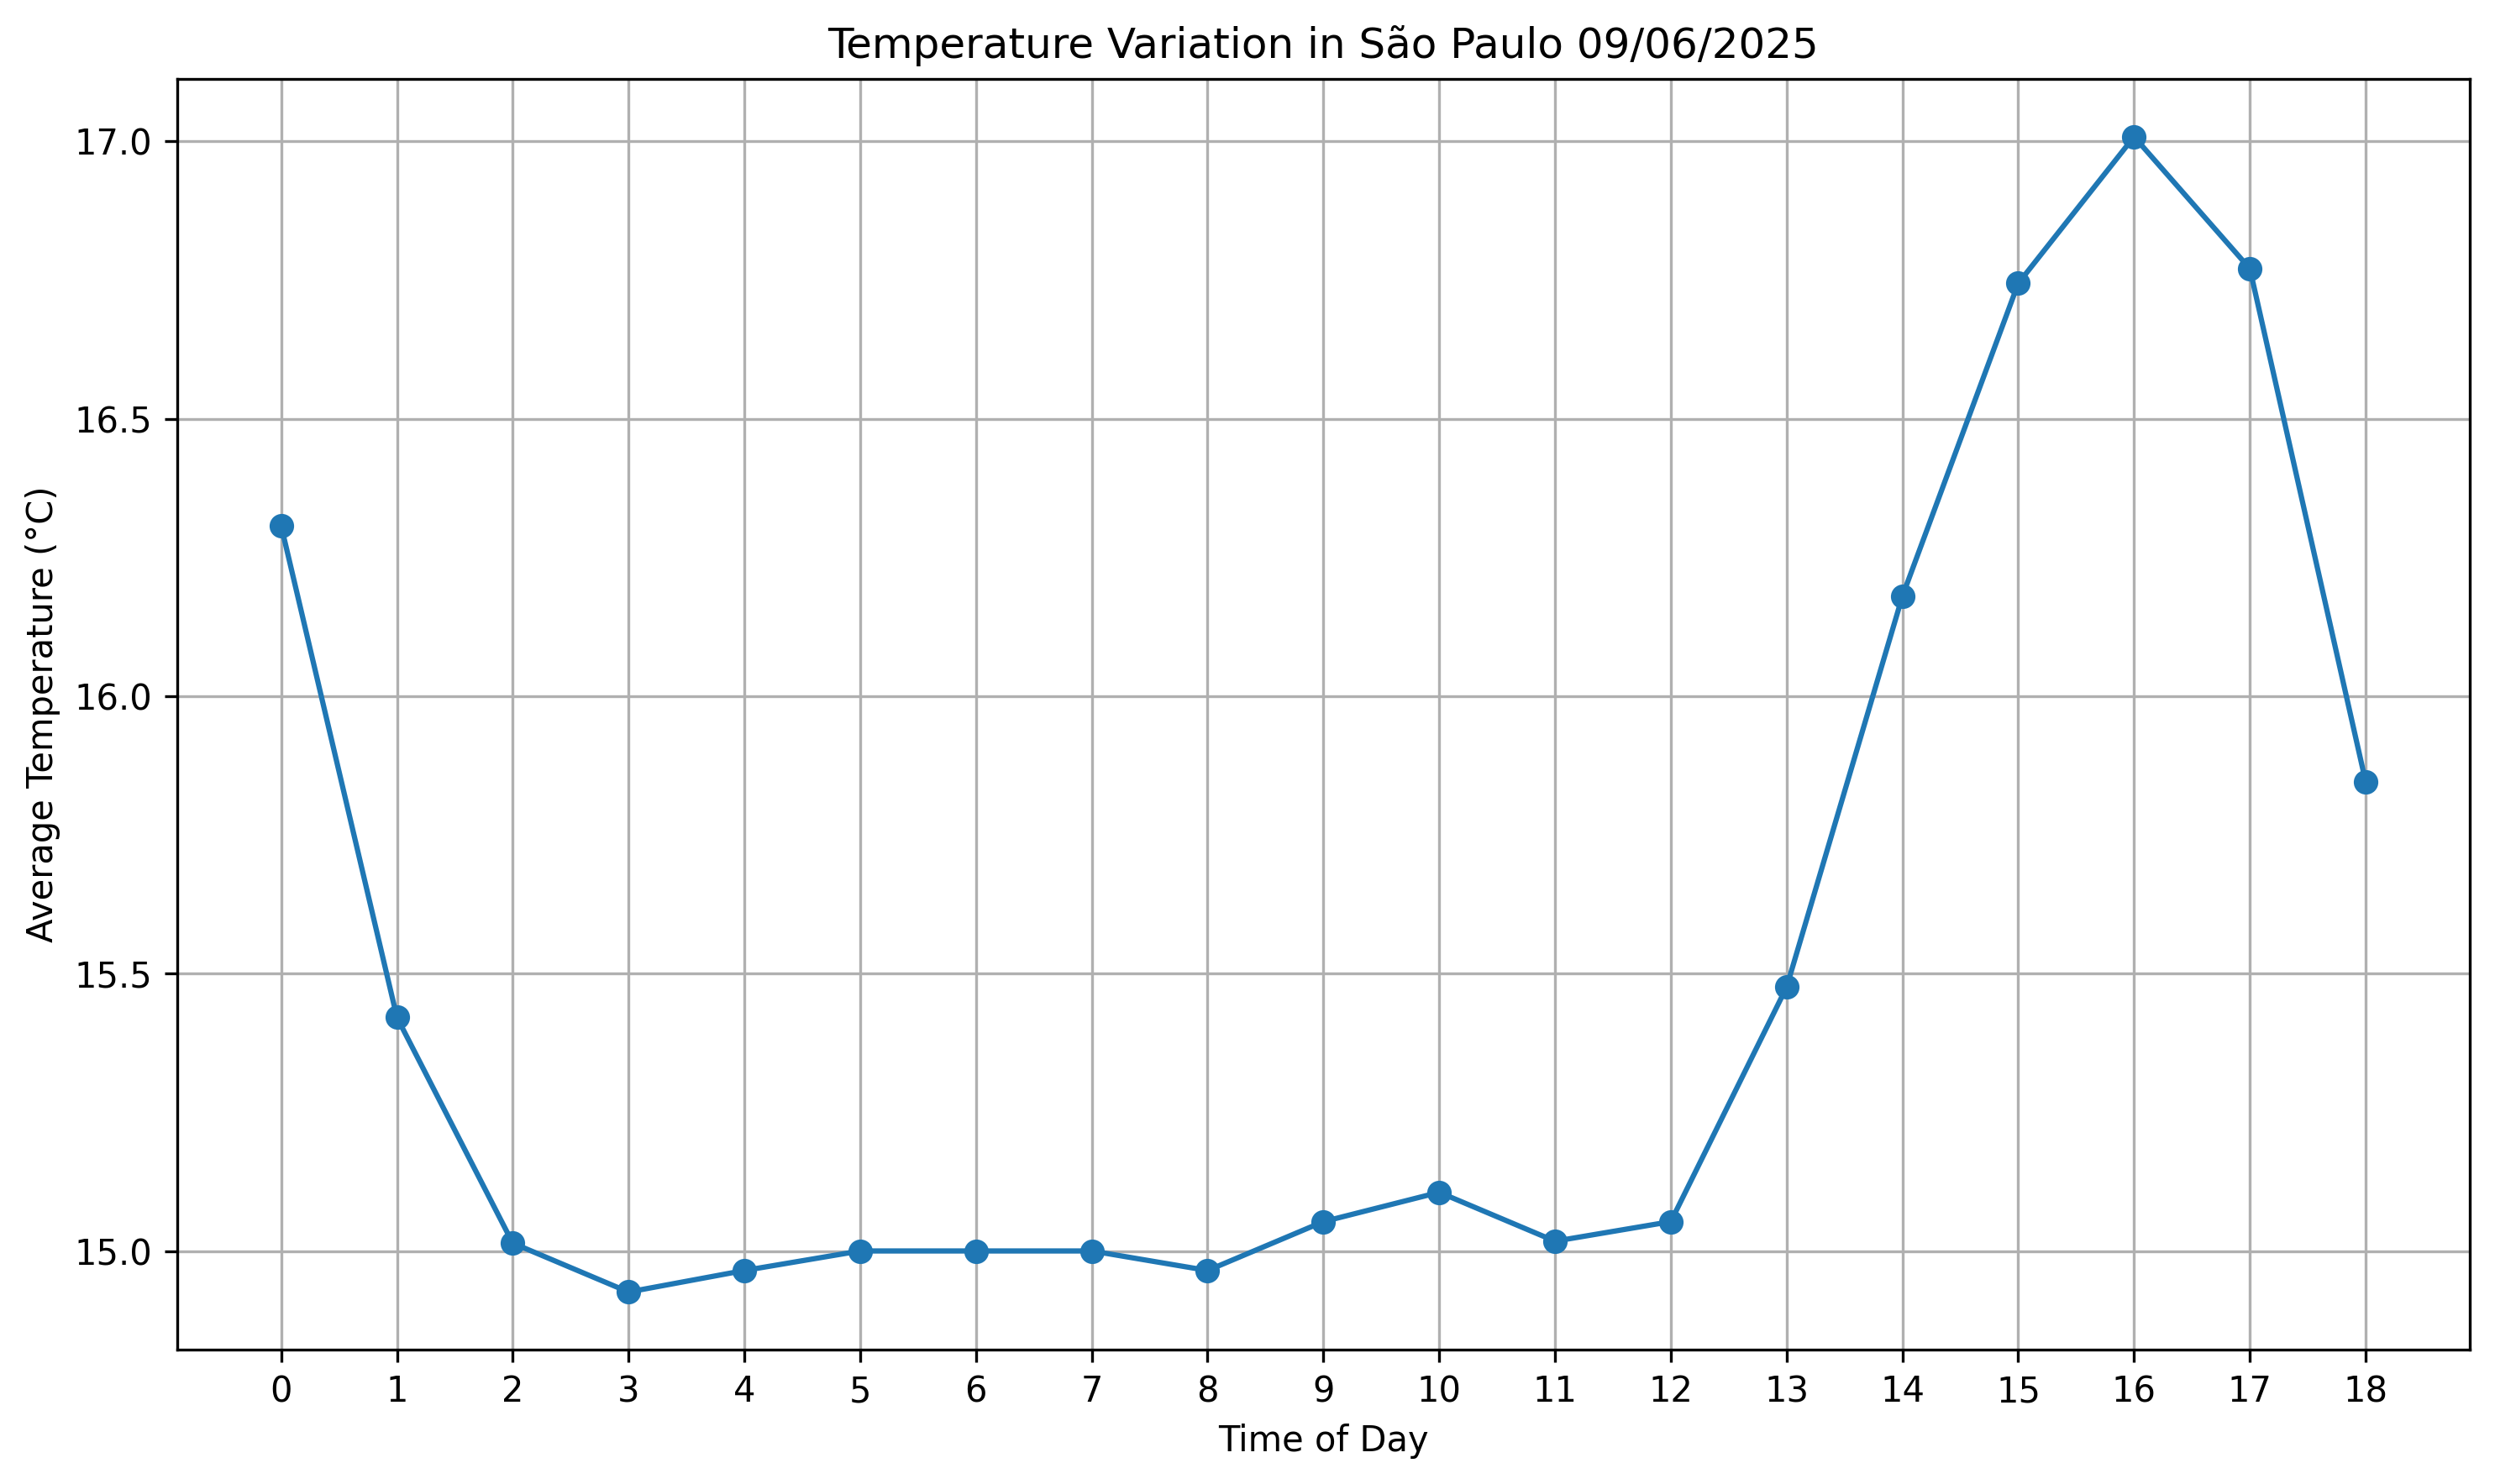 Temperature Variation in São Paulo 09/06/2025
17.0
16.5
16.0
15.5
15.0
Average Temperature (°C)
0 1 2 3 4 5 6 7 8 9 10 11 12 13 14 15 16 17 18
Time of Day